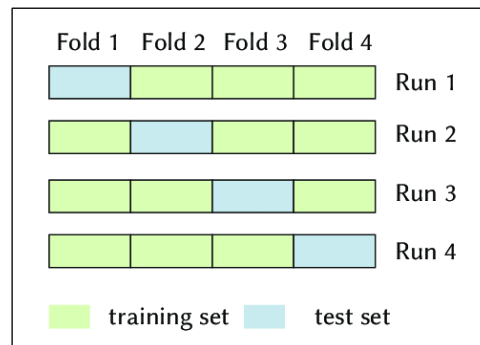 Fold 1 Fold 2 Fold 3 Fold 4
Run 1
Run 2
Run 3
Run 4
training set test set